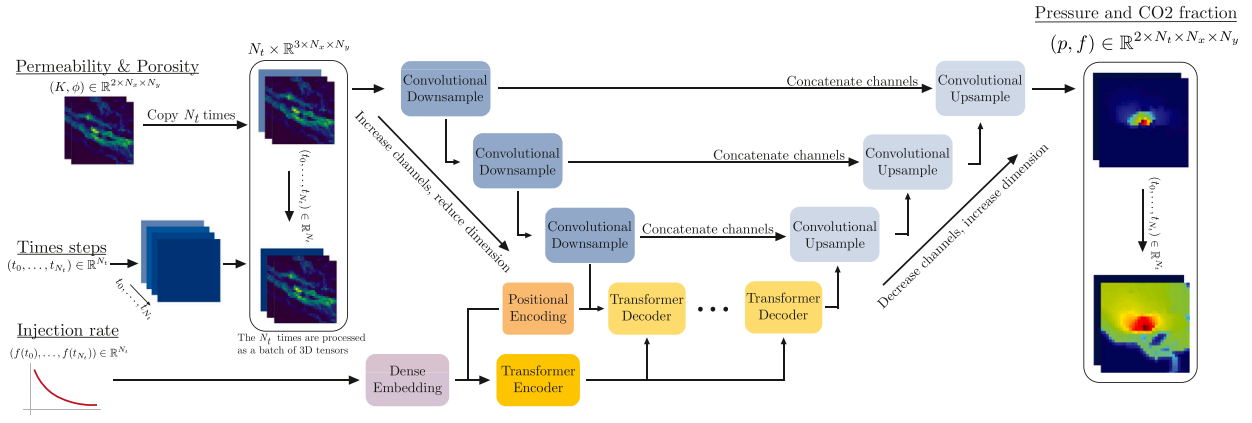 Pressure and CO2 fraction
(p, f) ∈ ℝ^{2×N_t×N_x×N_y}
N_t × ℝ^{3×N_x×N_y}
Permeability & Porosity
(K, ϕ) ∈ ℝ^{2×N_x×N_y}
Copy N_t times
(t_0, . . . , t_{N_t}) ∈ ℝ^{N_t}
Convolutional
Downsample
Concatenate channels
Convolutional
Upsample
Increase channels, reduce dimension
Convolutional
Downsample
Concatenate channels
Convolutional
Upsample
Convolutional
Downsample
Concatenate channels
Convolutional
Upsample
Decrease channels, increase dimension
(t_0, . . . , t_{N_t}) ∈ ℝ^{N_t}
Times steps
(t_0, . . . , t_{N_t}) ∈ ℝ^{N_t}
t_0, . . . , t_{N_t}
Positional
Encoding
Transformer
Decoder
• • •
Transformer
Decoder
Injection rate
(f(t_0), . . . , f(t_{N_t})) ∈ ℝ^{N_t}
The N_t times are processed
as a batch of 3D tensors
Dense
Embedding
Transformer
Encoder